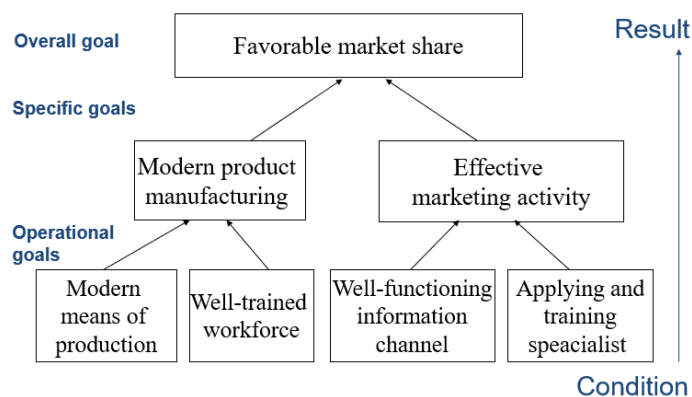 Overall goal
Favorable market share
Result
Specific goals
Modern product
manufacturing
Effective
marketing activity
Operational
goals
Modern
means of
production
Well-trained
workforce
Well-functioning
information
channel
Applying and
training
speacialist
Condition